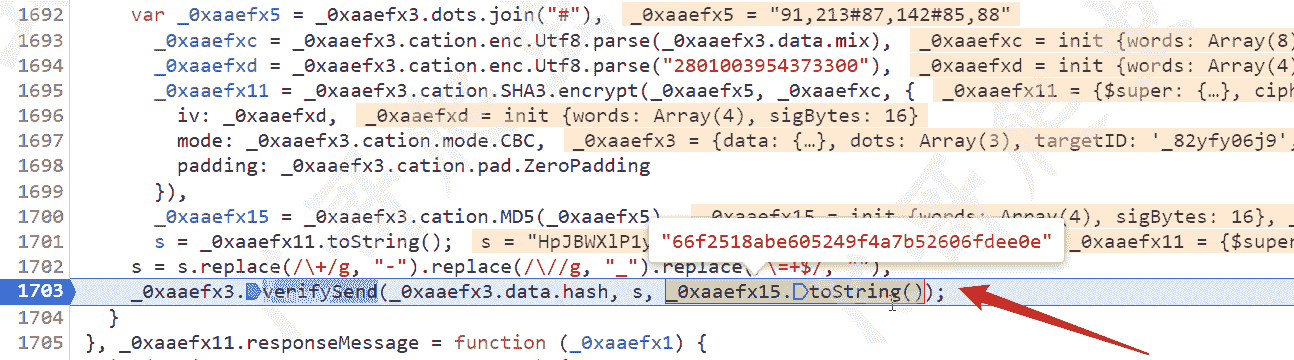 1692 var _0xaaefx5 = _0xaaefx3.dots.join("#"), _0xaaefx5 = "91,213#87,142#85,88"
1693 _0xaaefxc = _0xaaefx3.cation.enc.Utf8.parse(_0xaaefx3.data.mix), _0xaaefxc = init {words: Array(8)
1694 _0xaaefxd = _0xaaefx3.cation.enc.Utf8.parse("2801003954373300"), _0xaaefxd = init {words: Array(4)
1695 _0xaaefx11 = _0xaaefx3.cation.SHA3.encrypt(_0xaaefx5, _0xaaefxc, { _0xaaefx11 = {$super: {…}, ciph
1696 iv: _0xaaefxd, _0xaaefxd = init {words: Array(4), sigBytes: 16}
1697 mode: _0xaaefx3.cation.mode.CBC, _0xaaefx3 = {data: {…}, dots: Array(3), targetID: '_82yfy06j9',
1698 padding: _0xaaefx3.cation.pad.ZeroPadding
1699 }),
1700 _0xaaefx15 = _0xaaefx3.cation.MD5(_0xaaefx5) _0xaaefx15 = init {words: Array(4), sigBytes: 16}, _
"66f2518abe605249f4a7b52606fdee0e"
1701 s = _0xaaefx11.toString(); s = "HpJBWXlP1y _0xaaefx11 = {$super
1702 s = s.replace(/\+/g, "-").replace(/\//g, "_").replace(/\=+$/, ""),
1703 _0xaaefx3.verifySend(_0xaaefx3.data.hash, s, _0xaaefx15.toString());
1704 }
1705 }, _0xaaefx11.responseMessage = function (_0xaaefx1) {